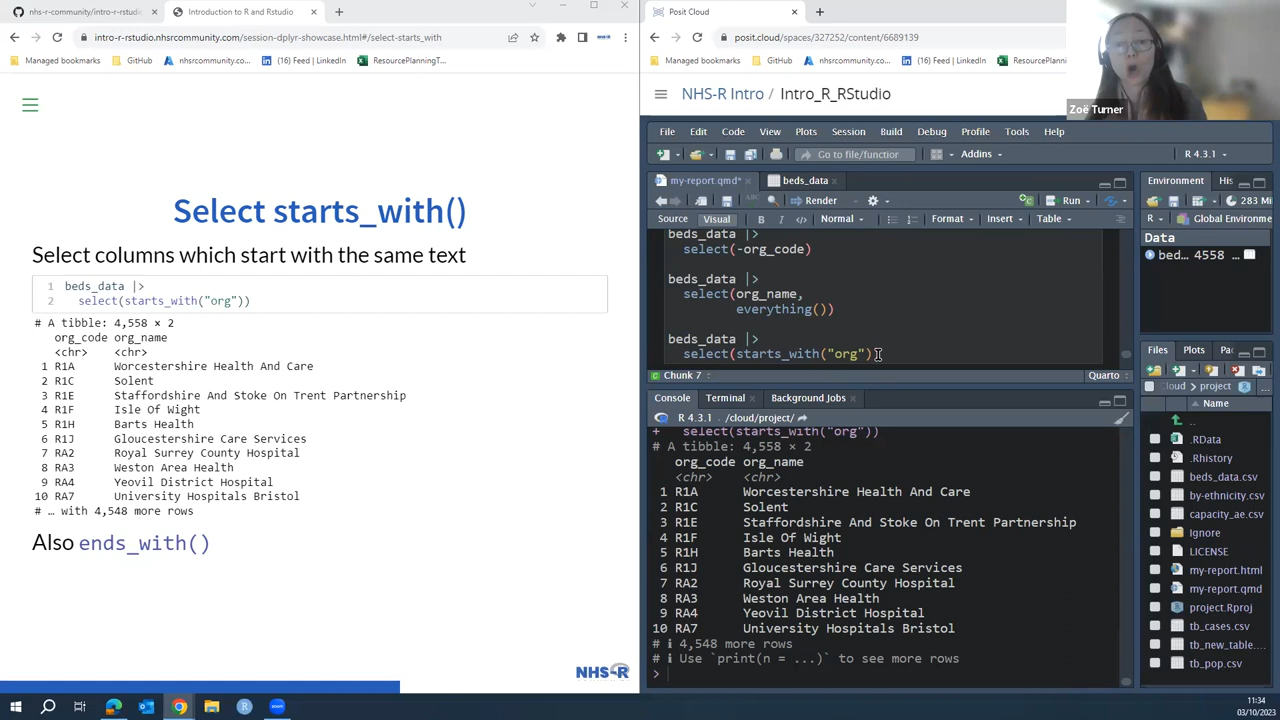 nhs-r-community/intro-r-rstudio
Introduction to R and Rstudio
intro-r-rstudio.nhsrcommunity.com/session-dplyr-showcase.html#/select-starts_with
Managed bookmarks
GitHub
nhsrcommunity.co...
(16) Feed | LinkedIn
ResourcePlanningT...
Select starts_with()
Select columns which start with the same text
1 beds_data |>
2 select(starts_with("org"))
# A tibble: 4,558 × 2
org_code org_name
<chr> <chr>
1 R1A Worcestershire Health And Care
2 R1C Solent
3 R1E Staffordshire And Stoke On Trent Partnership
4 R1F Isle Of Wight
5 R1H Barts Health
6 R1J Gloucestershire Care Services
7 RA2 Royal Surrey County Hospital
8 RA3 Weston Area Health
9 RA4 Yeovil District Hospital
10 RA7 University Hospitals Bristol
# … with 4,548 more rows
Also ends_with()
NHS-R
Posit Cloud
posit.cloud/spaces/327252/content/6689139
Managed bookmarks
GitHub
nhsrcommunity.co...
(16) Feed | LinkedIn
ResourcePlan
Zoë Turner
NHS-R Intro / Intro_R_RStudio
File Edit Code View Plots Session Build Debug Profile Tools Help
Go to file/function
Addins
R 4.3.1
my-report.qmd*
beds_data
Render
Run
Source Visual B I </> Normal Format Insert Table
beds_data |>
select(-org_code)
beds_data |>
select(org_name,
everything())
beds_data |>
select(starts_with("org"))
Chunk 7
Quarto
Console Terminal Background Jobs
R 4.3.1 . /cloud/project/
+ select(starts_with("org"))
# A tibble: 4,558 × 2
org_code org_name
<chr> <chr>
1 R1A Worcestershire Health And Care
2 R1C Solent
3 R1E Staffordshire And Stoke On Trent Partnership
4 R1F Isle Of Wight
5 R1H Barts Health
6 R1J Gloucestershire Care Services
7 RA2 Royal Surrey County Hospital
8 RA3 Weston Area Health
9 RA4 Yeovil District Hospital
10 RA7 University Hospitals Bristol
# ℹ 4,548 more rows
# ℹ Use `print(n = ...)` to see more rows
>
Environment His
283 Mi
R Global Environme
Data
bed... 4558 ...
Files Plots Pa
Cloud > project
Name
..
.RData
.Rhistory
beds_data.csv
by-ethnicity.csv
capacity_ae.csv
Ignore
LICENSE
my-report.html
my-report.qmd
project.Rproj
tb_cases.csv
tb_new_table....
tb_pop.csv
11:34
03/10/2023